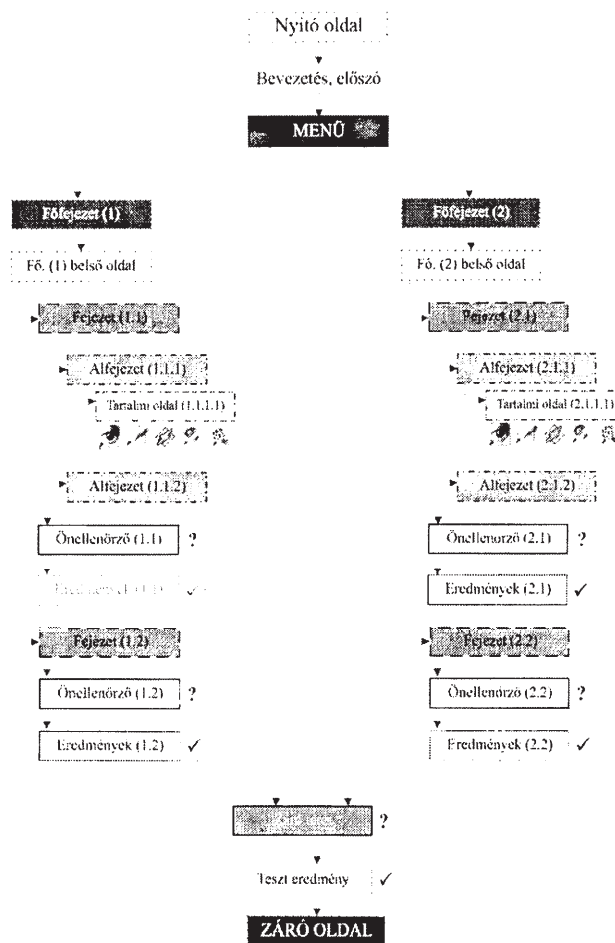 Nyitó oldal
Bevezetés, előszó
MENÜ
Főfejezet (1)
Fő. (1) belső oldal
Fejezet (1.1)
Alfejezet (1.1.1)
Tartalmi oldal (1.1.1.1)
Alfejezet (1.1.2)
Önellenőrző (1.1) ?
Eredmények (1.1) ✓
Fejezet (1.2)
Önellenőrző (1.2) ?
Eredmények (1.2) ✓
Főfejezet (2)
Fő. (2) belső oldal
Fejezet (2.1)
Alfejezet (2.1.1)
Tartalmi oldal (2.1.1.1)
Alfejezet (2.1.2)
Önellenorző (2.1) ?
Eredmények (2.1) ✓
Fejezet (2.2)
Önellenőrző (2.2) ?
Eredmények (2.2) ✓
?
Teszt eredmény ✓
ZÁRÓ OLDAL